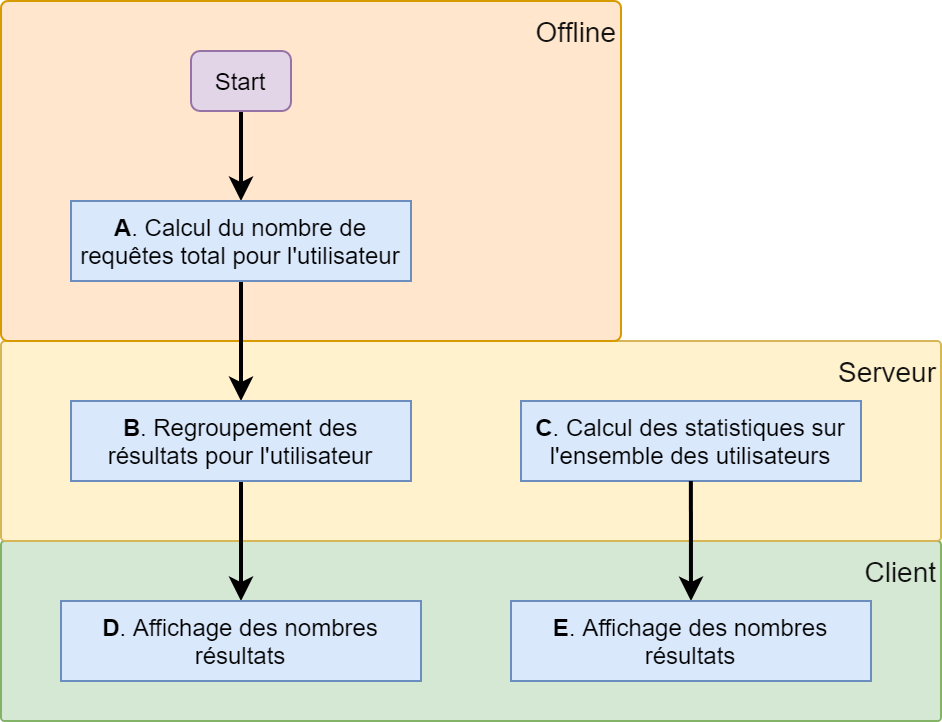 Offline
Start
A. Calcul du nombre de
requêtes total pour l'utilisateur
Serveur
B. Regroupement des
résultats pour l'utilisateur
C. Calcul des statistiques sur
l'ensemble des utilisateurs
Client
D. Affichage des nombres
résultats
E. Affichage des nombres
résultats